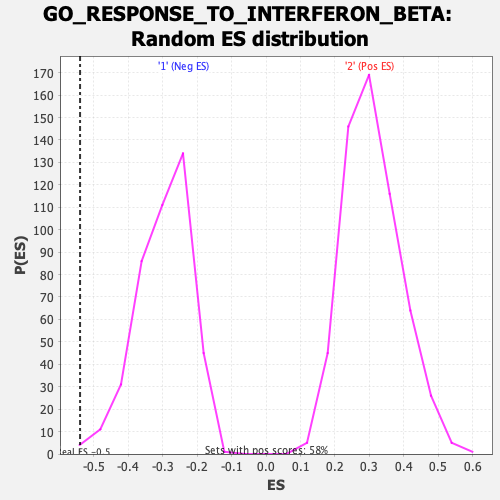 GO_RESPONSE_TO_INTERFERON_BETA:
Random ES distribution
'1' (Neg ES)
'2' (Pos ES)
170
160
150
140
130
120
110
100
90
80
70
60
50
40
30
20
10
0
P(ES)
Sets with pos scores: 58%
-0.5 -0.4 -0.3 -0.2 -0.1 0.0 0.1 0.2 0.3 0.4 0.5 0.6
ES